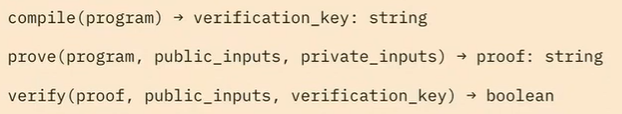 compile(program) → verification_key: string
prove(program, public_inputs, private_inputs) → proof: string
verify(proof, public_inputs, verification_key) → boolean